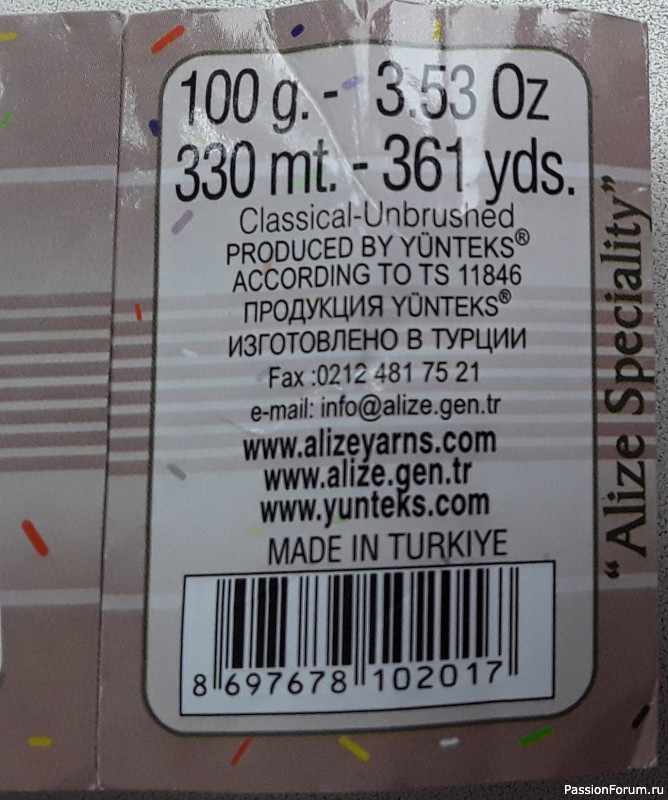 100 g. - 3.53 Oz
330 mt. - 361 yds.
Classical-Unbrushed
PRODUCED BY YÜNTEKS®
ACCORDING TO TS 11846
ПРОДУКЦИЯ YÜNTEKS®
ИЗГОТОВЛЕНО В ТУРЦИИ
Fax :0212 481 75 21
e-mail: info@alize.gen.tr
www.alizeyarns.com
www.alize.gen.tr
www.yunteks.com
MADE IN TURKIYE
8 697678 102017
"Alize Speciality"
PassionForum.ru